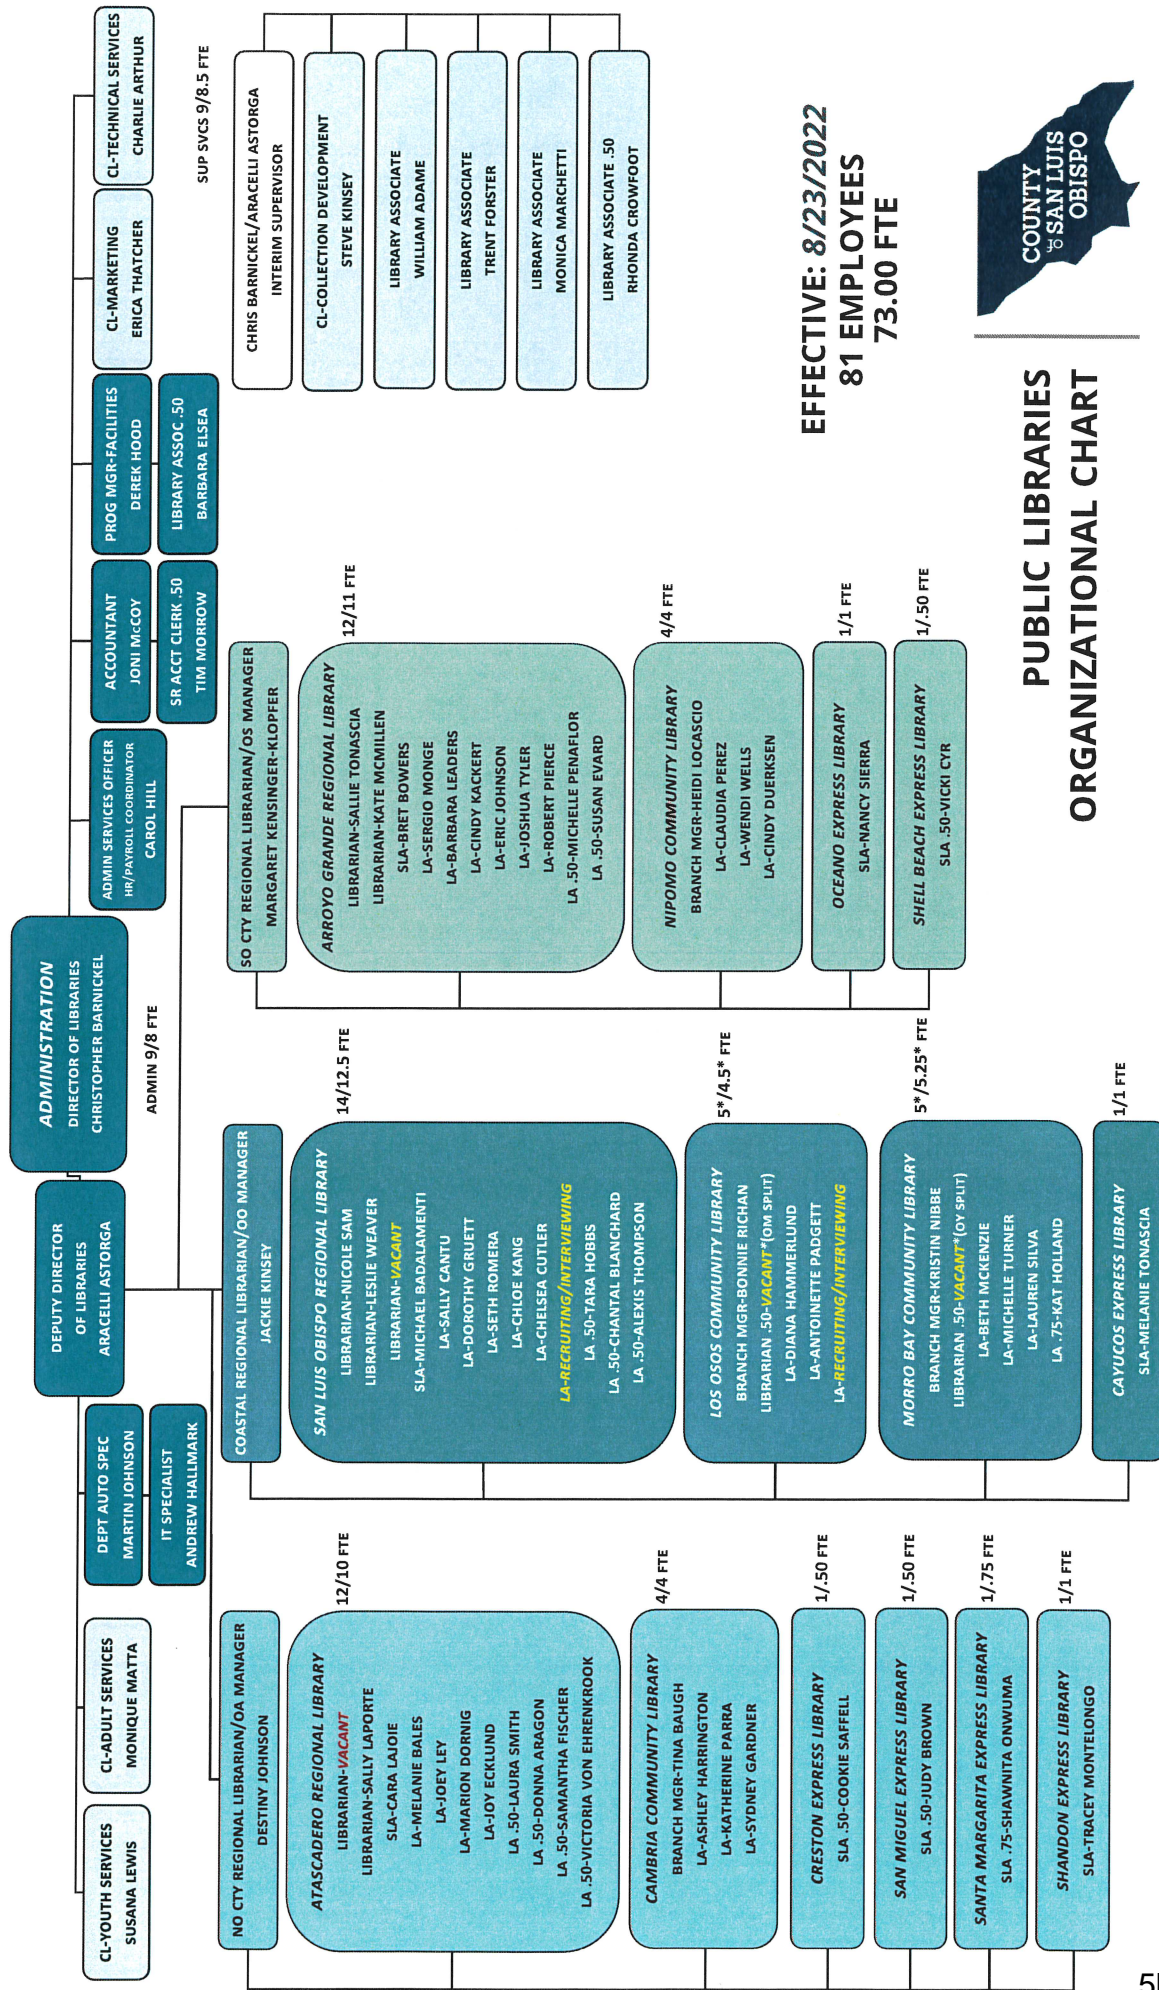 ADMINISTRATION
DIRECTOR OF LIBRARIES
CHRISTOPHER BARNICKEL
ADMIN 9/8 FTE
DEPUTY DIRECTOR
OF LIBRARIES
ARACELLI ASTORGA
CL-YOUTH SERVICES
SUSANA LEWIS
CL-ADULT SERVICES
MONIQUE MATTA
DEPT AUTO SPEC
MARTIN JOHNSON
IT SPECIALIST
ANDREW HALLMARK
ADMIN SERVICES OFFICER
HR/PAYROLL COORDINATOR
CAROL HILL
ACCOUNTANT
JONI McCOY
SR ACCT CLERK .50
TIM MORROW
PROG MGR-FACILITIES
DEREK HOOD
LIBRARY ASSOC .50
BARBARA ELSEA
CL-MARKETING
ERICA THATCHER
CL-TECHNICAL SERVICES
CHARLIE ARTHUR
NO CTY REGIONAL LIBRARIAN/OA MANAGER
DESTINY JOHNSON
12/10 FTE
ATASCADERO REGIONAL LIBRARY
LIBRARIAN-VACANT
LIBRARIAN-SALLY LAPORTE
SLA-CARA LAJOIE
LA-MELANIE BALES
LA-JOEY LEY
LA-MARION DORNIG
LA-JOY ECKLUND
LA .50-LAURA SMITH
LA .50-DONNA ARAGON
LA .50-SAMANTHA FISCHER
LA .50-VICTORIA VON EHRENKROOK
4/4 FTE
CAMBRIA COMMUNITY LIBRARY
BRANCH MGR-TINA BAUGH
LA-ASHLEY HARRINGTON
LA-KATHERINE PARRA
LA-SYDNEY GARDNER
1/.50 FTE
CRESTON EXPRESS LIBRARY
SLA .50-COOKIE SAFFELL
1/.50 FTE
SAN MIGUEL EXPRESS LIBRARY
SLA .50-JUDY BROWN
1/.75 FTE
SANTA MARGARITA EXPRESS LIBRARY
SLA .75-SHAWNITA ONWUMA
1/1 FTE
SHANDON EXPRESS LIBRARY
SLA-TRACEY MONTELONGO
COASTAL REGIONAL LIBRARIAN/OO MANAGER
JACKIE KINSEY
14/12.5 FTE
SAN LUIS OBISPO REGIONAL LIBRARY
LIBRARIAN-NICOLE SAM
LIBRARIAN-LESLIE WEAVER
LIBRARIAN-VACANT
SLA-MICHAEL BADALAMENTI
LA-SALLY CANTU
LA-DOROTHY GRUETT
LA-SETH ROMERA
LA-CHLOE KANG
LA-CHELSEA CUTLER
LA-RECRUITING/INTERVIEWING
LA .50-TARA HOBBS
LA .50-CHANTAL BLANCHARD
LA .50-ALEXIS THOMPSON
5*/4.5* FTE
LOS OSOS COMMUNITY LIBRARY
BRANCH MGR-BONNIE RICHAN
LIBRARIAN .50-VACANT*(OM SPLIT)
LA-DIANA HAMMERLUND
LA-ANTOINETTE PADGETT
LA-RECRUITING/INTERVIEWING
5*/5.25* FTE
MORRO BAY COMMUNITY LIBRARY
BRANCH MGR-KRISTIN NIBBE
LIBRARIAN .50-VACANT*(OY SPLIT)
LA-BETH MCKENZIE
LA-MICHELLE TURNER
LA-LAUREN SILVA
LA .75-KAT HOLLAND
1/1 FTE
CAYUCOS EXPRESS LIBRARY
SLA-MELANIE TONASCIA
SO CTY REGIONAL LIBRARIAN/OS MANAGER
MARGARET KENSINGER-KLOPFER
12/11 FTE
ARROYO GRANDE REGIONAL LIBRARY
LIBRARIAN-SALLIE TONASCIA
LIBRARIAN-KATE MCMILLEN
SLA-BRET BOWERS
LA-SERGIO MONGE
LA-BARBARA LEADERS
LA-CINDY KACKERT
LA-ERIC JOHNSON
LA-JOSHUA TYLER
LA-ROBERT PIERCE
LA .50-MICHELLE PENAFLOR
LA .50-SUSAN EVARD
4/4 FTE
NIPOMO COMMUNITY LIBRARY
BRANCH MGR-HEIDI LOCASCIO
LA-CLAUDIA PEREZ
LA-WENDI WELLS
LA-CINDY DUERKSEN
1/1 FTE
OCEANO EXPRESS LIBRARY
SLA-NANCY SIERRA
1/.50 FTE
SHELL BEACH EXPRESS LIBRARY
SLA .50-VICKI CYR
SUP SVCS 9/8.5 FTE
CHRIS BARNICKEL/ARACELLI ASTORGA
INTERIM SUPERVISOR
CL-COLLECTION DEVELOPMENT
STEVE KINSEY
LIBRARY ASSOCIATE
WILLIAM ADAME
LIBRARY ASSOCIATE
TRENT FORSTER
LIBRARY ASSOCIATE
MONICA MARCHETTI
LIBRARY ASSOCIATE .50
RHONDA CROWFOOT
EFFECTIVE: 8/23/2022
81 EMPLOYEES
73.00 FTE
PUBLIC LIBRARIES
ORGANIZATIONAL CHART
COUNTY
OF SAN LUIS
OBISPO